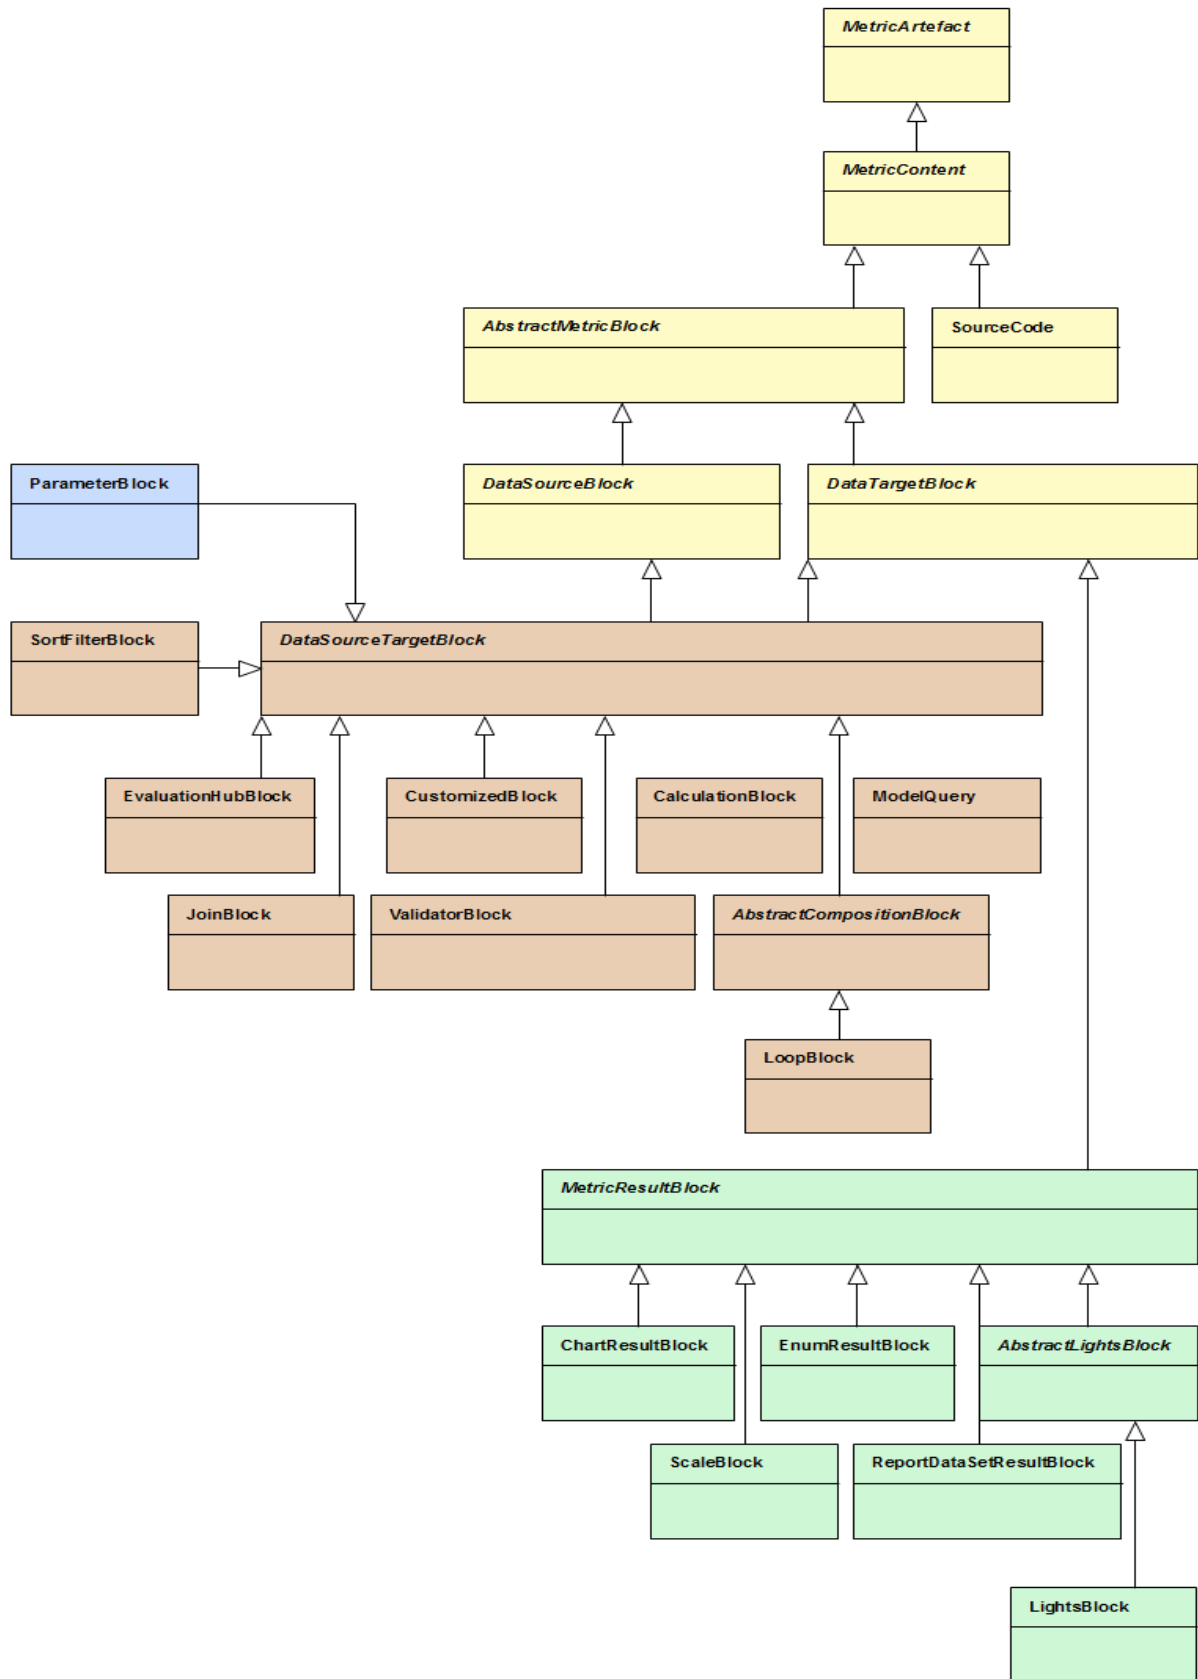 MetricArtefact
MetricContent
AbstractMetricBlock
SourceCode
ParameterBlock
DataSourceBlock
DataTargetBlock
SortFilterBlock
DataSourceTargetBlock
EvaluationHubBlock
CustomizedBlock
CalculationBlock
ModelQuery
JoinBlock
ValidatorBlock
AbstractCompositionBlock
LoopBlock
MetricResultBlock
ChartResultBlock
EnumResultBlock
AbstractLightsBlock
ScaleBlock
ReportDataSetResultBlock
LightsBlock